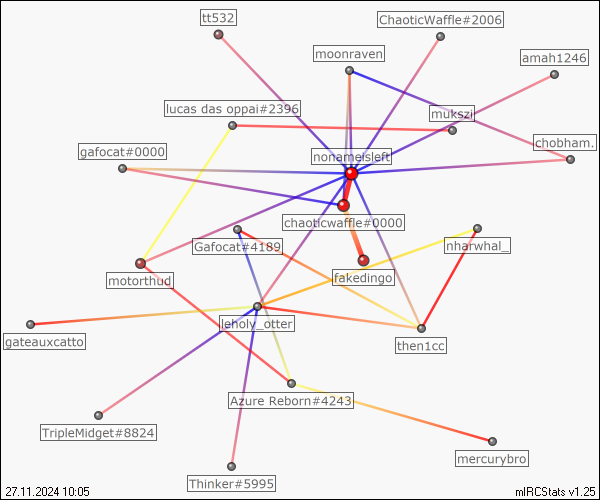 tt532
ChaoticWaffle#2006
moonraven
amah1246
lucas das oppai#2396
mukszi
chobham.
gafocat#0000
nonameisleft
chaoticwaffle#0000
Gafocat#4189
nharwhal_
motorthud
fakedingo
leholy_otter
gateauxcatto
then1cc
Azure Reborn#4243
TripleMidget#8824
mercurybro
Thinker#5995
27.11.2024 10:05
mIRCStats v1.25